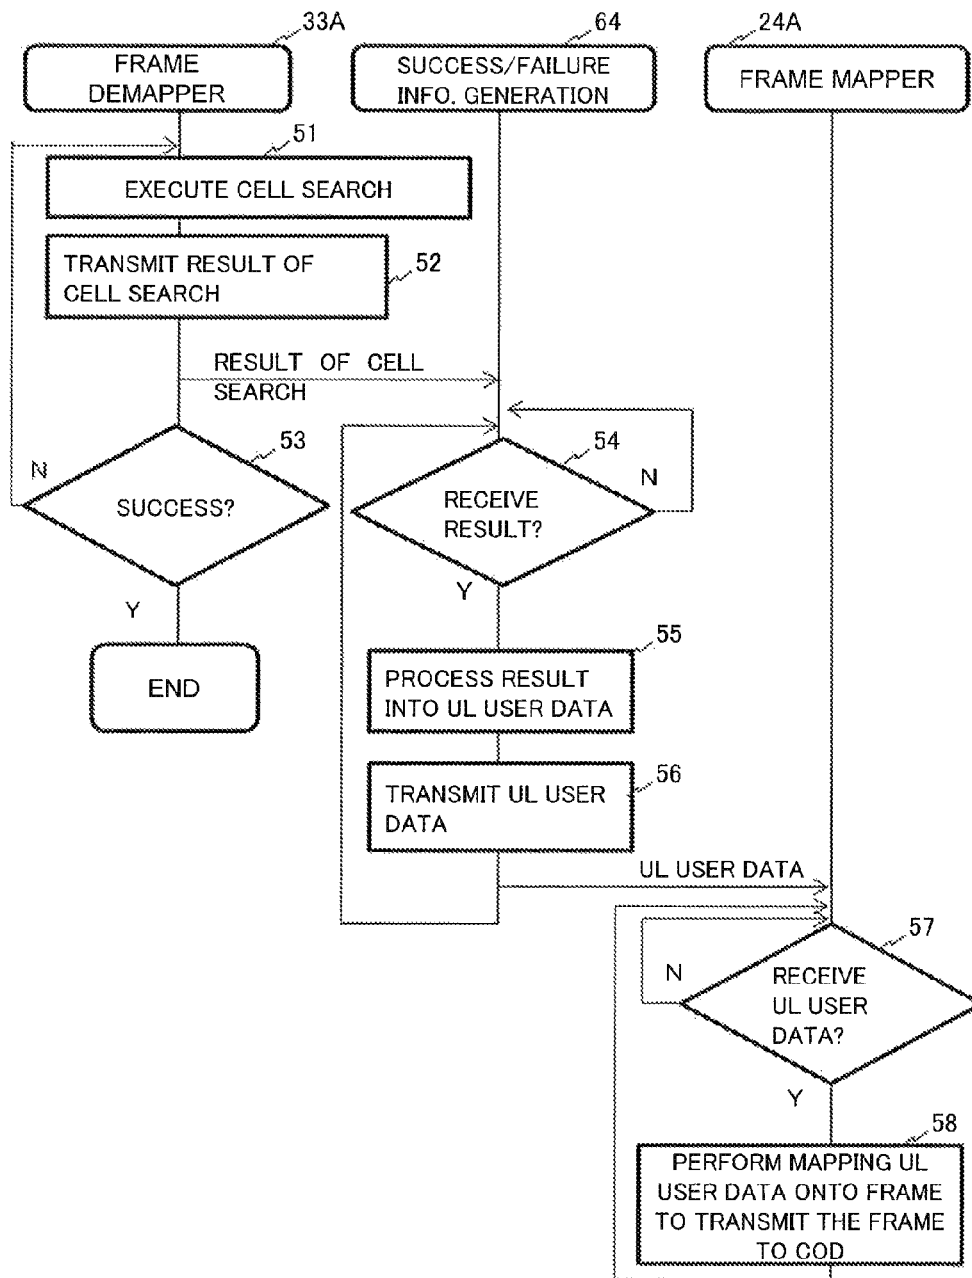 33A
64
24A
FRAME
DEMAPPER
SUCCESS/FAILURE
INFO. GENERATION
FRAME MAPPER
51
EXECUTE CELL SEARCH
52
TRANSMIT RESULT OF
CELL SEARCH
RESULT OF CELL
SEARCH
53
N
SUCCESS?
Y
END
54
N
RECEIVE
RESULT?
Y
55
PROCESS RESULT
INTO UL USER DATA
56
TRANSMIT UL USER
DATA
UL USER DATA
57
N
RECEIVE
UL USER
DATA?
Y
58
PERFORM MAPPING UL
USER DATA ONTO FRAME
TO TRANSMIT THE FRAME
TO COD